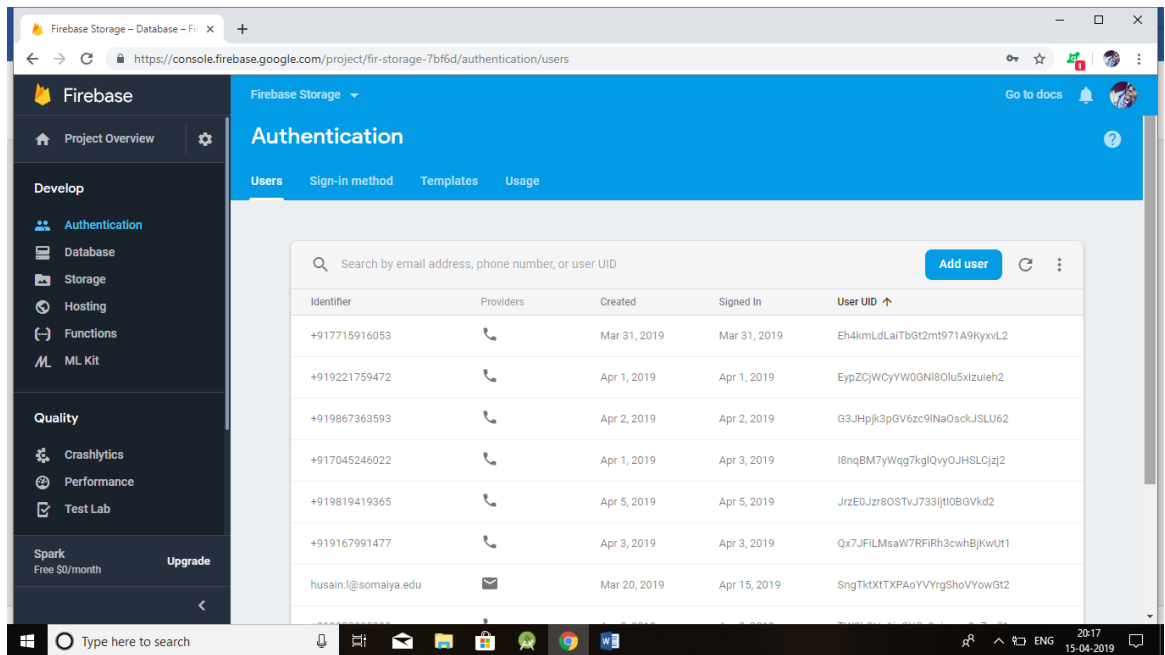 Firebase Storage – Database – Fir
https://console.firebase.google.com/project/fir-storage-7bf6d/authentication/users
1
Firebase
Firebase Storage
Go to docs
Project Overview
Authentication
Users Sign-in method Templates Usage
Develop
Authentication
Database
Storage
Hosting
Functions
ML Kit
Quality
Crashlytics
Performance
Test Lab
Spark
Free $0/month
Upgrade
Search by email address, phone number, or user UID
Add user
Identifier Providers Created Signed In User UID
+917715916053 Mar 31, 2019 Mar 31, 2019 Eh4kmLdLaiTbGt2mt971A9KyxvL2
+919221759472 Apr 1, 2019 Apr 1, 2019 EypZCjWCyYW0GNl8Olu5xIzuIeh2
+919867363593 Apr 2, 2019 Apr 2, 2019 G3JHpjk3pGV6zc9lNaOsckJSLU62
+917045246022 Apr 1, 2019 Apr 3, 2019 I8nqBM7yWqg7kglQvyOJHSLCjzj2
+919819419365 Apr 5, 2019 Apr 5, 2019 JrzE0Jzr8OSTvJ733IjtI0BGVkd2
+919167991477 Apr 3, 2019 Apr 3, 2019 Qx7JFiLMsaW7RFiRh3cwhBjKwUt1
husain.l@somaiya.edu Mar 20, 2019 Apr 15, 2019 SngTktXtTXPAoYVYrgShoVYowGt2
Type here to search
ENG
20:17
15-04-2019